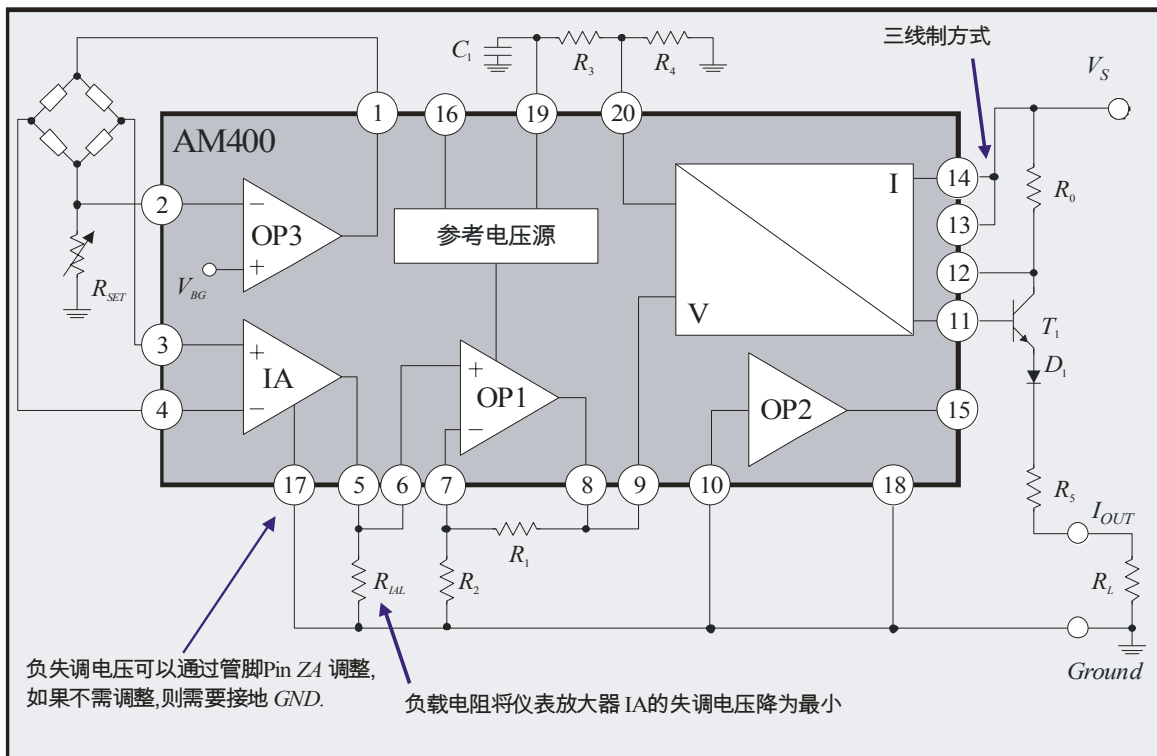 三线制方式
C1
R3
R4
VS
1
16
19
20
AM400
I
14
R0
2
OP3
参考电压源
13
VBG
12
RSET
V
11
T1
3
IA
OP1
D1
4
OP2
15
17
5
6
7
8
9
10
18
R5
IOUT
R1
RIAL
R2
RL
负失调电压可以通过管脚Pin ZA 调整,
如果不需调整,则需要接地 GND.
负载电阻将仪表放大器 IA的失调电压降为最小
Ground